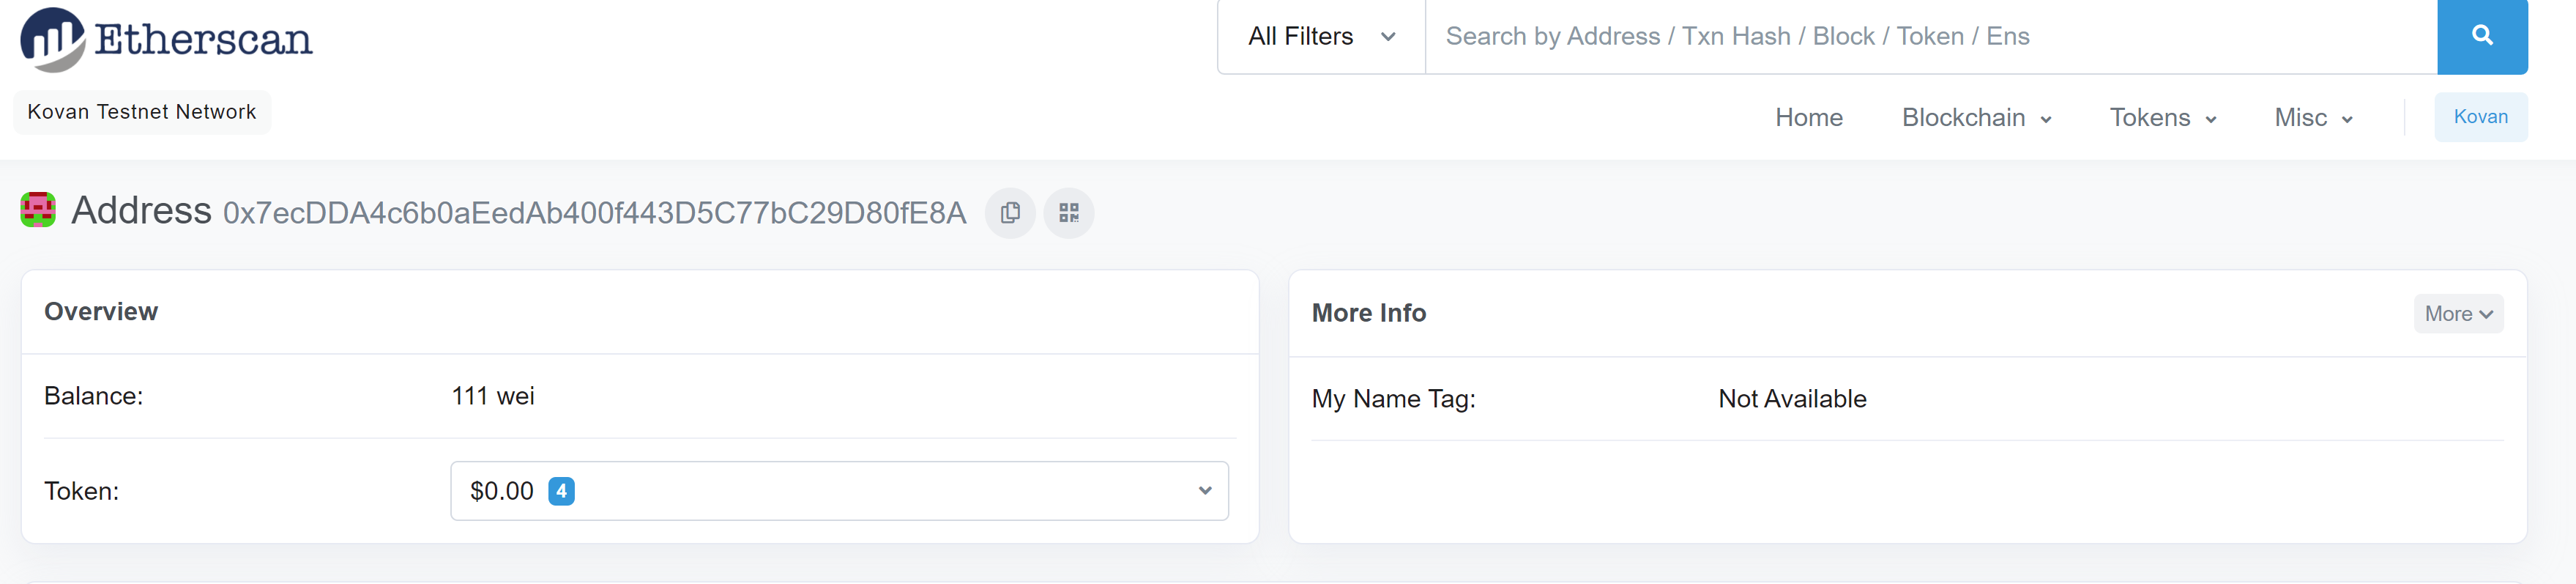 Etherscan
All Filters
Search by Address / Txn Hash / Block / Token / Ens
Kovan Testnet Network
Home
Blockchain
Tokens
Misc
Kovan
Address 0x7ecDDA4c6b0aEedAb400f443D5C77bC29D80fE8A
Overview
Balance: 111 wei
Token: $0.00 4
More Info
More
My Name Tag: Not Available